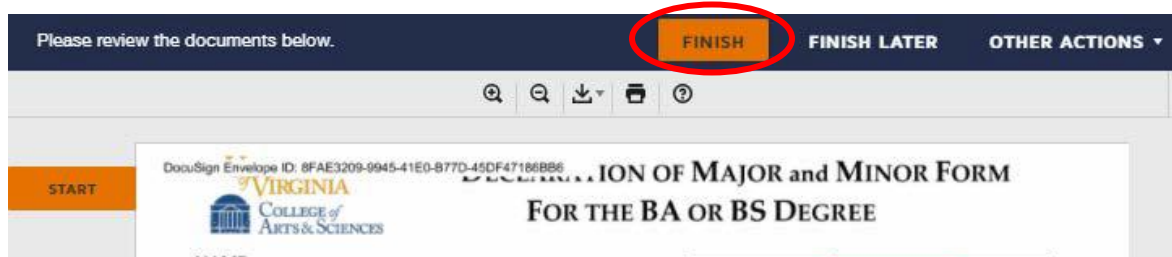 Please review the documents below.
FINISH
FINISH LATER
OTHER ACTIONS
START
DocuSign Envelope ID: 8FAE3209-9945-41E0-B77D-45DF47186BB6
VIRGINIA
COLLEGE of
ARTS & SCIENCES
ION OF MAJOR and MINOR FORM
FOR THE BA OR BS DEGREE